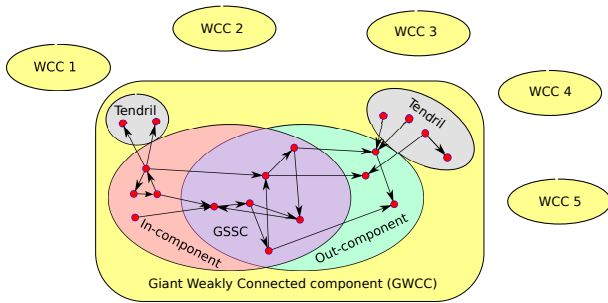 WCC 1
WCC 2
WCC 3
WCC 4
WCC 5
Tendril
Tendril
In-component
GSSC
Out-component
Giant Weakly Connected component (GWCC)